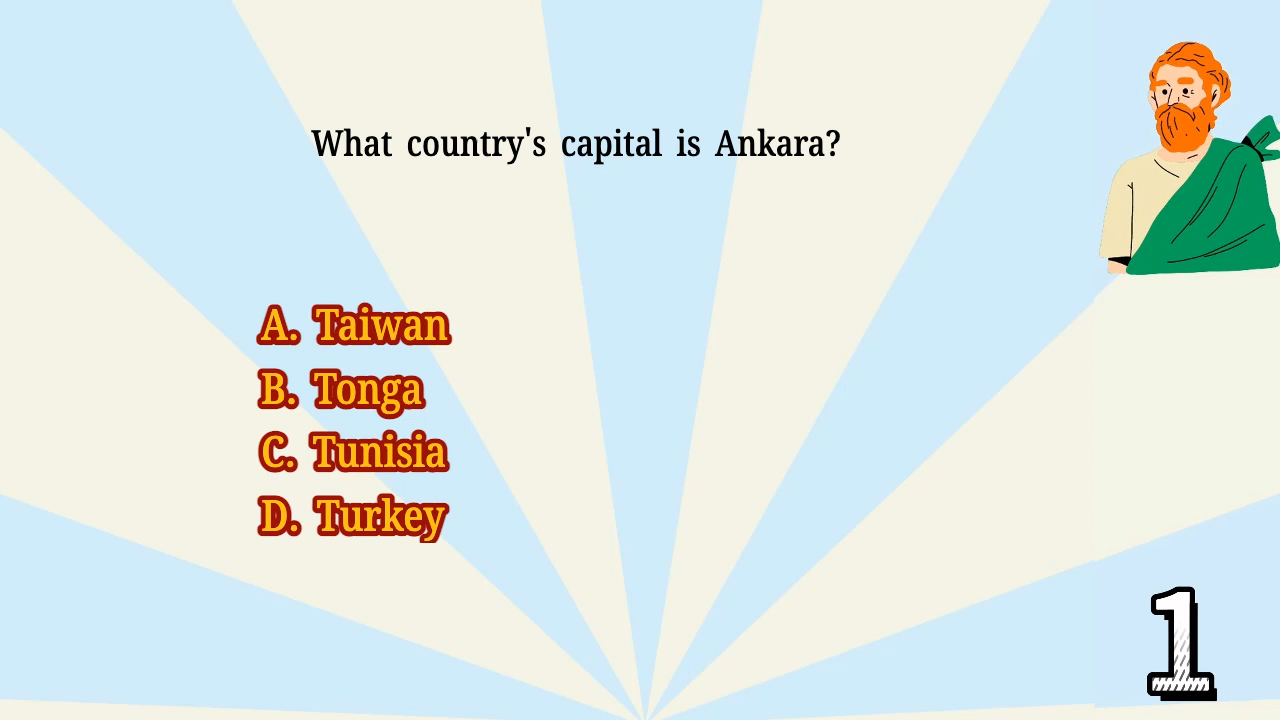 What country's capital is Ankara?
A. Taiwan
B. Tonga
C. Tunisia
D. Turkey
1